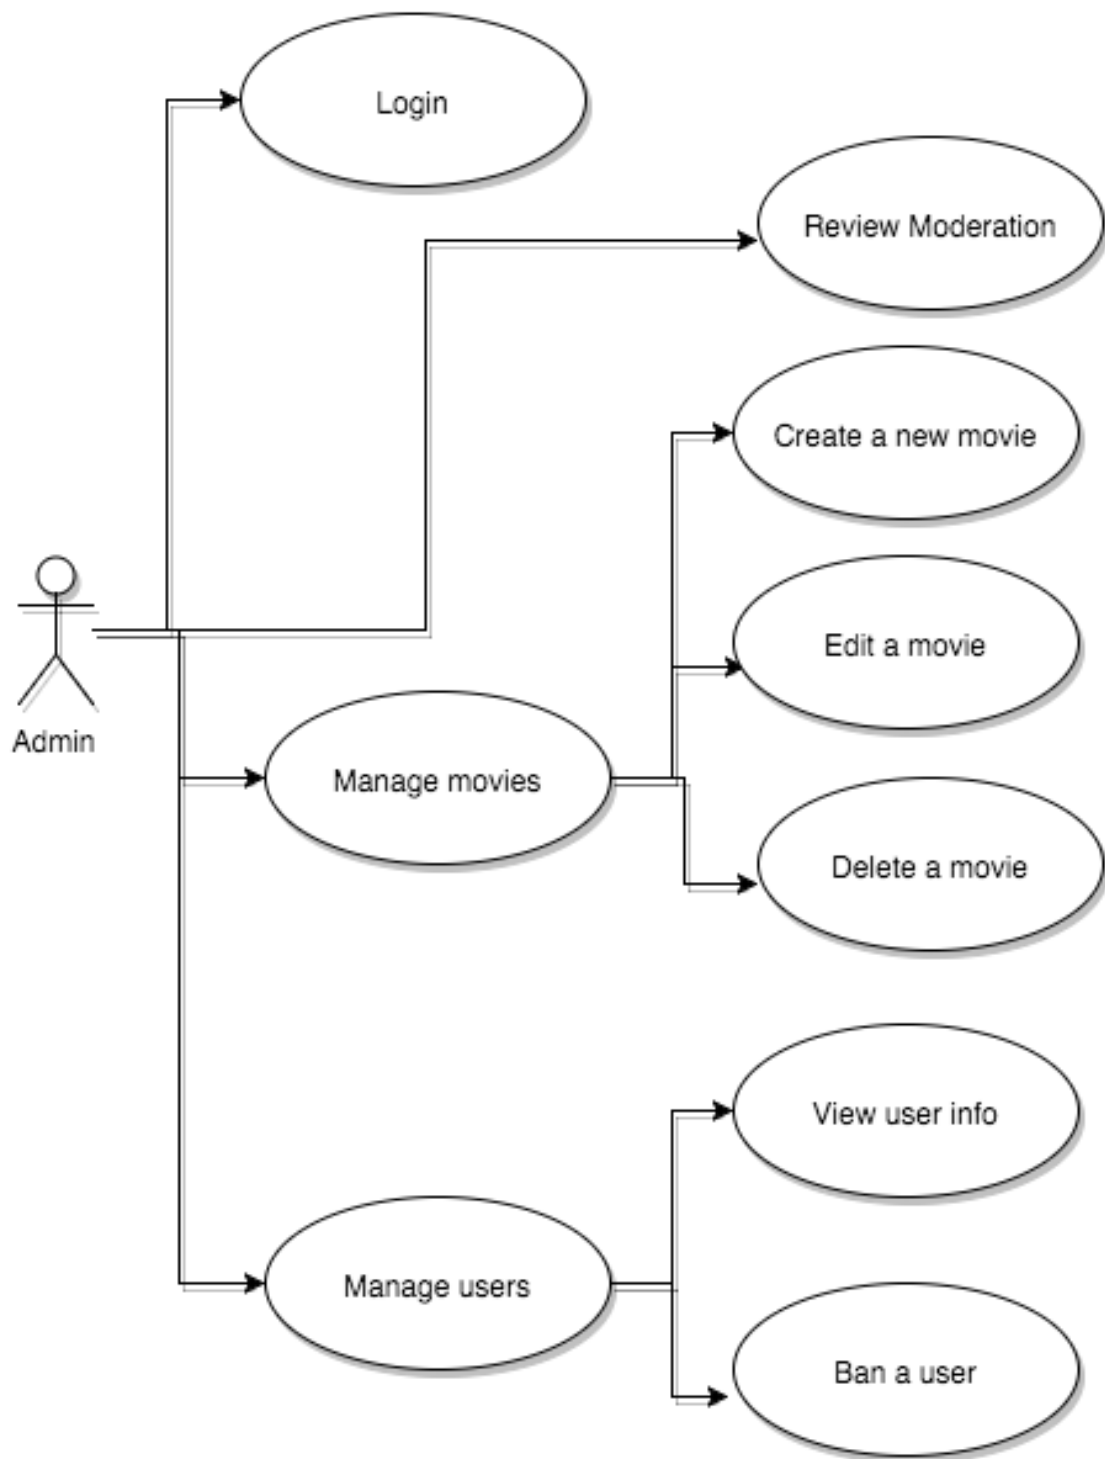 Login
Review Moderation
Create a new movie
Edit a movie
Admin
Manage movies
Delete a movie
View user info
Manage users
Ban a user